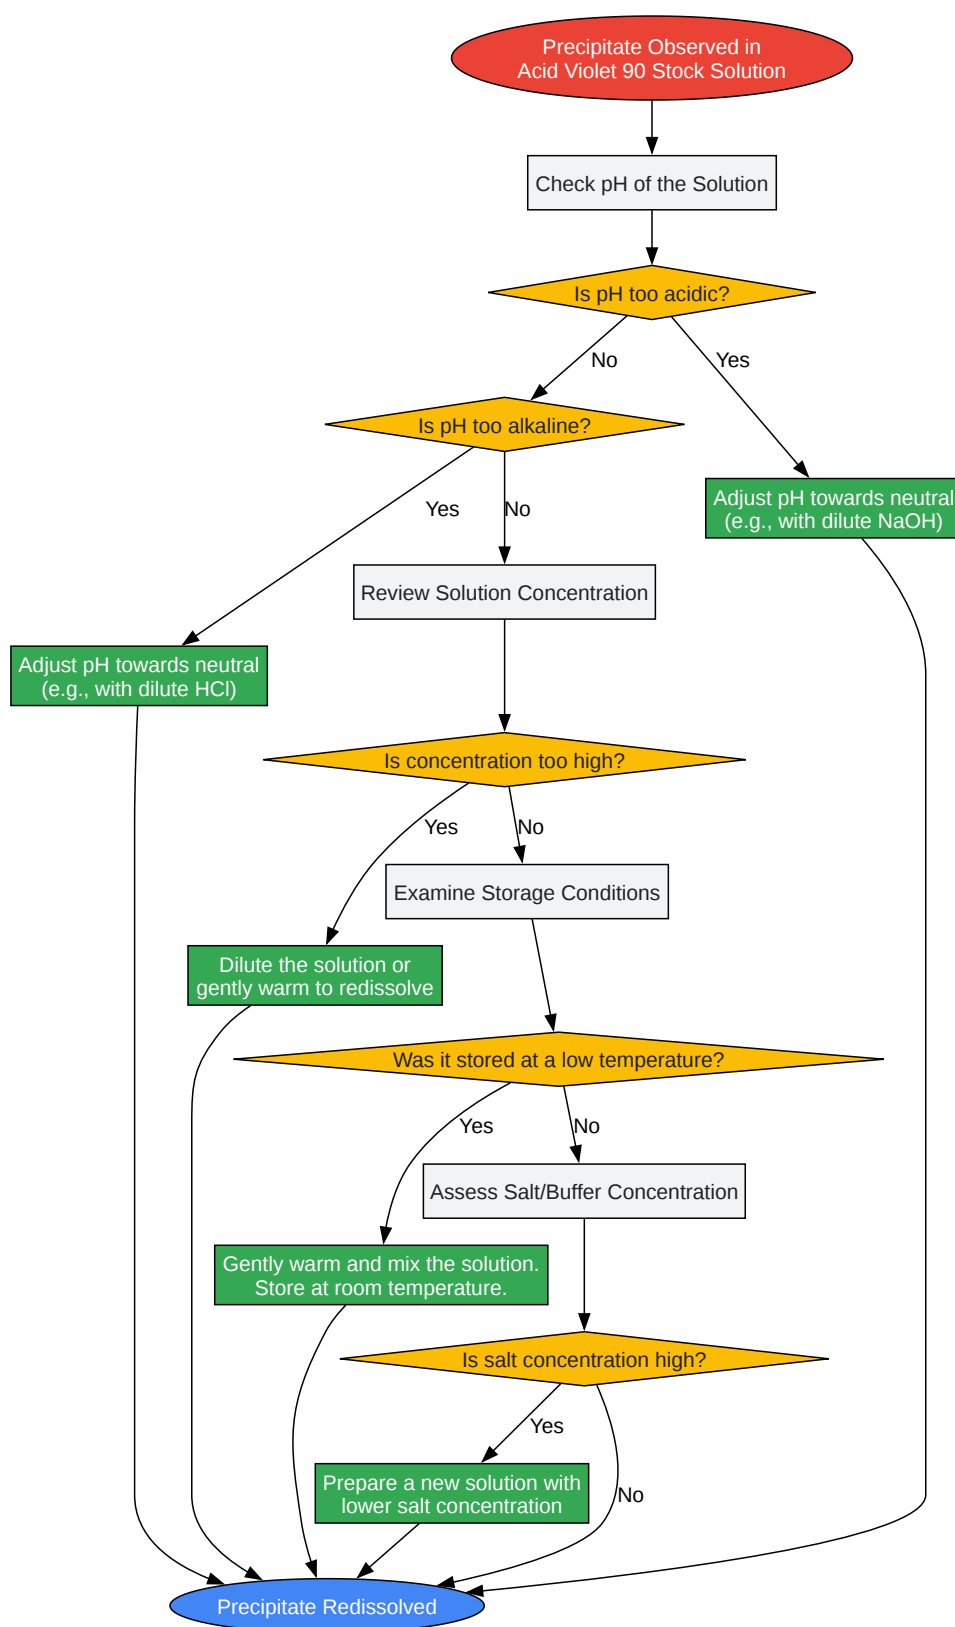 Precipitate Observed in
Acid Violet 90 Stock Solution
Check pH of the Solution
Is pH too acidic?
No
Yes
Is pH too alkaline?
Yes
No
Adjust pH towards neutral
(e.g., with dilute NaOH)
Review Solution Concentration
Adjust pH towards neutral
(e.g., with dilute HCl)
Is concentration too high?
Yes
No
Examine Storage Conditions
Dilute the solution or
gently warm to redissolve
Was it stored at a low temperature?
Yes
No
Assess Salt/Buffer Concentration
Gently warm and mix the solution.
Store at room temperature.
Is salt concentration high?
Yes
No
Prepare a new solution with
lower salt concentration
Precipitate Redissolved